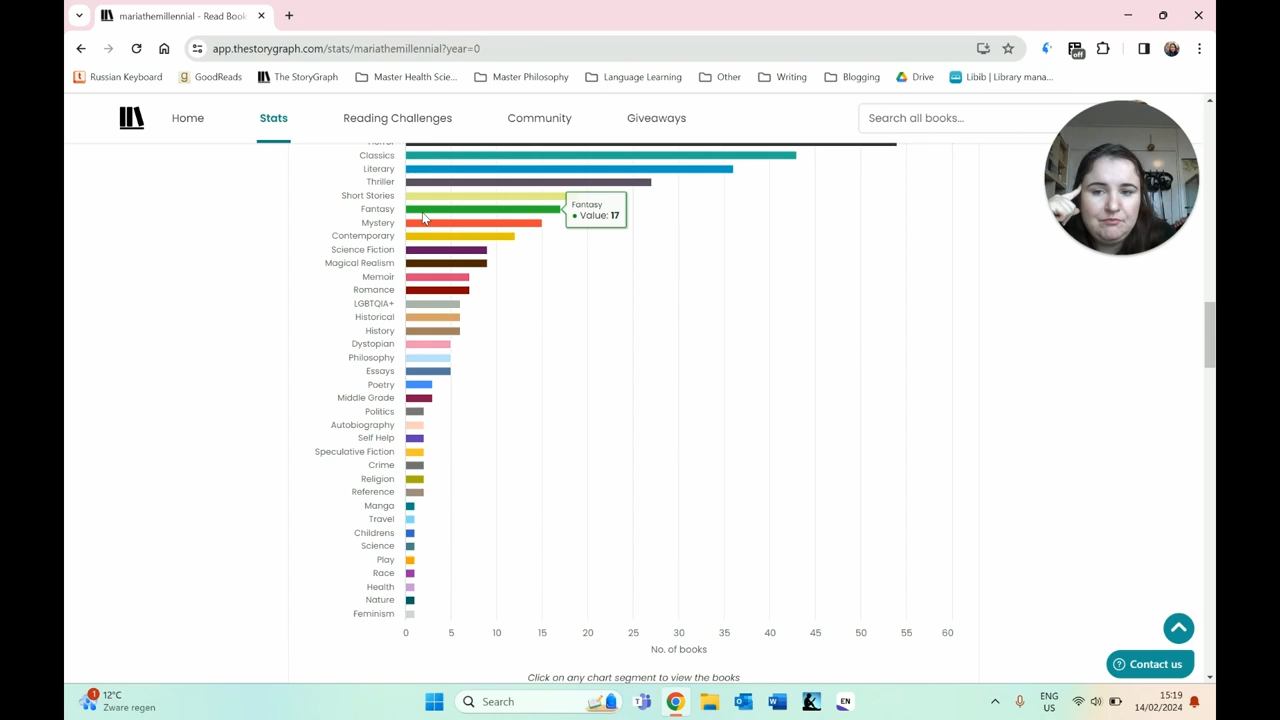 mariathemillennial - Read Book
app.thestorygraph.com/stats/mariathemillennial?year=0
off
Russian Keyboard
GoodReads
The StoryGraph
Master Health Scie...
Master Philosophy
Language Learning
Other
Writing
Blogging
Drive
Libib | Library mana...
Home
Stats
Reading Challenges
Community
Giveaways
Search all books...
Horror
Classics
Literary
Thriller
Short Stories
Fantasy
Fantasy
Value: 17
Mystery
Contemporary
Science Fiction
Magical Realism
Memoir
Romance
LGBTQIA+
Historical
History
Dystopian
Philosophy
Essays
Poetry
Middle Grade
Politics
Autobiography
Self Help
Speculative Fiction
Crime
Religion
Reference
Manga
Travel
Childrens
Science
Play
Race
Health
Nature
Feminism
0 5 10 15 20 25 30 35 40 45 50 55 60
No. of books
Click on any chart segment to view the books
Contact us
1
12°C
Zware regen
Search
EN
ENG
US
15:19
14/02/2024